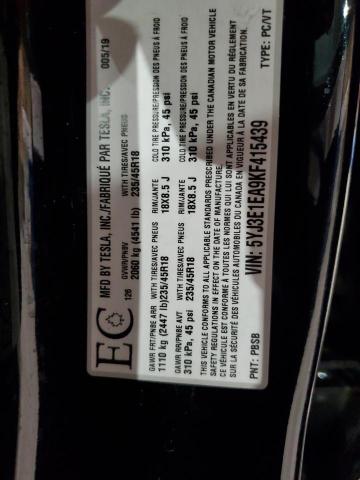 MFD BY TESLA, INC./FABRIQUÉ PAR TESLA, INC. 005/19
EC 126
GVWR/PNBV WITH TIRES/AVEC PNEUS RIM/JANTE COLD TIRE PRESSURE/PRESSION DES PNEUS À FROID
2060 kg (4541 lb) 235/45R18 18X8.5 J 310 kPa, 45 psi
GAWR FRT/PNBE ARR WITH TIRES/AVEC PNEUS RIM/JANTE COLD TIRE PRESSURE/PRESSION DES PNEUS À FROID
1110 kg (2447 lb)235/45R18 18X8.5 J 310 kPa, 45 psi
GAWR RR/PNBE AVT WITH TIRES/AVEC PNEUS
310 kPa, 45 psi 235/45R18
THIS VEHICLE CONFORMS TO ALL APPLICABLE STANDARDS PRESCRIBED UNDER THE CANADIAN MOTOR VEHICLE
SAFETY REGULATIONS IN EFFECT ON THE DATE OF MANUFACTURE.
CE VÉHICULE EST CONFORME À TOUTES LES NORMES QUI LUI SONT APPLICABLES EN VERTU DU RÈGLEMENT
SUR LA SÉCURITÉ DES VÉHICULES AUTOMOBILES DU CANADA EN VIGUEUR À LA DATE DE SA FABRICATION.
VIN: 5YJ3E1EA9KF415439
PNT: PBSB TYPE: PC/VT